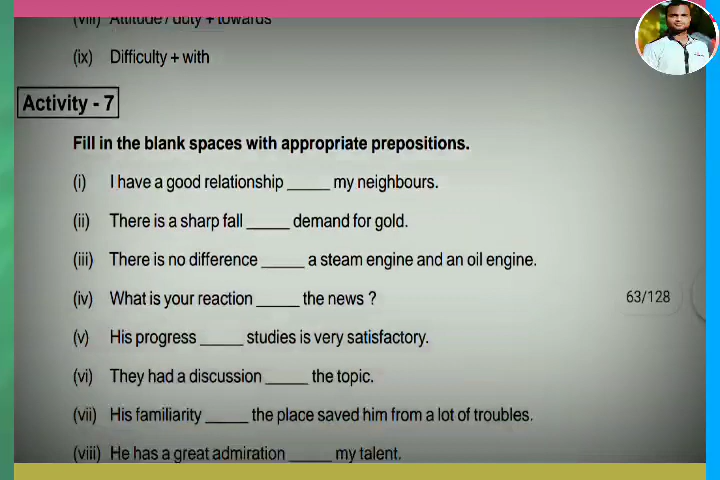 (viii) Attitude / duty + towards
(ix) Difficulty + with
Activity - 7
Fill in the blank spaces with appropriate prepositions.
(i) I have a good relationship _____ my neighbours.
(ii) There is a sharp fall _____ demand for gold.
(iii) There is no difference _____ a steam engine and an oil engine.
(iv) What is your reaction _____ the news ?
63/128
(v) His progress _____ studies is very satisfactory.
(vi) They had a discussion _____ the topic.
(vii) His familiarity _____ the place saved him from a lot of troubles.
(viii) He has a great admiration _____ my talent.